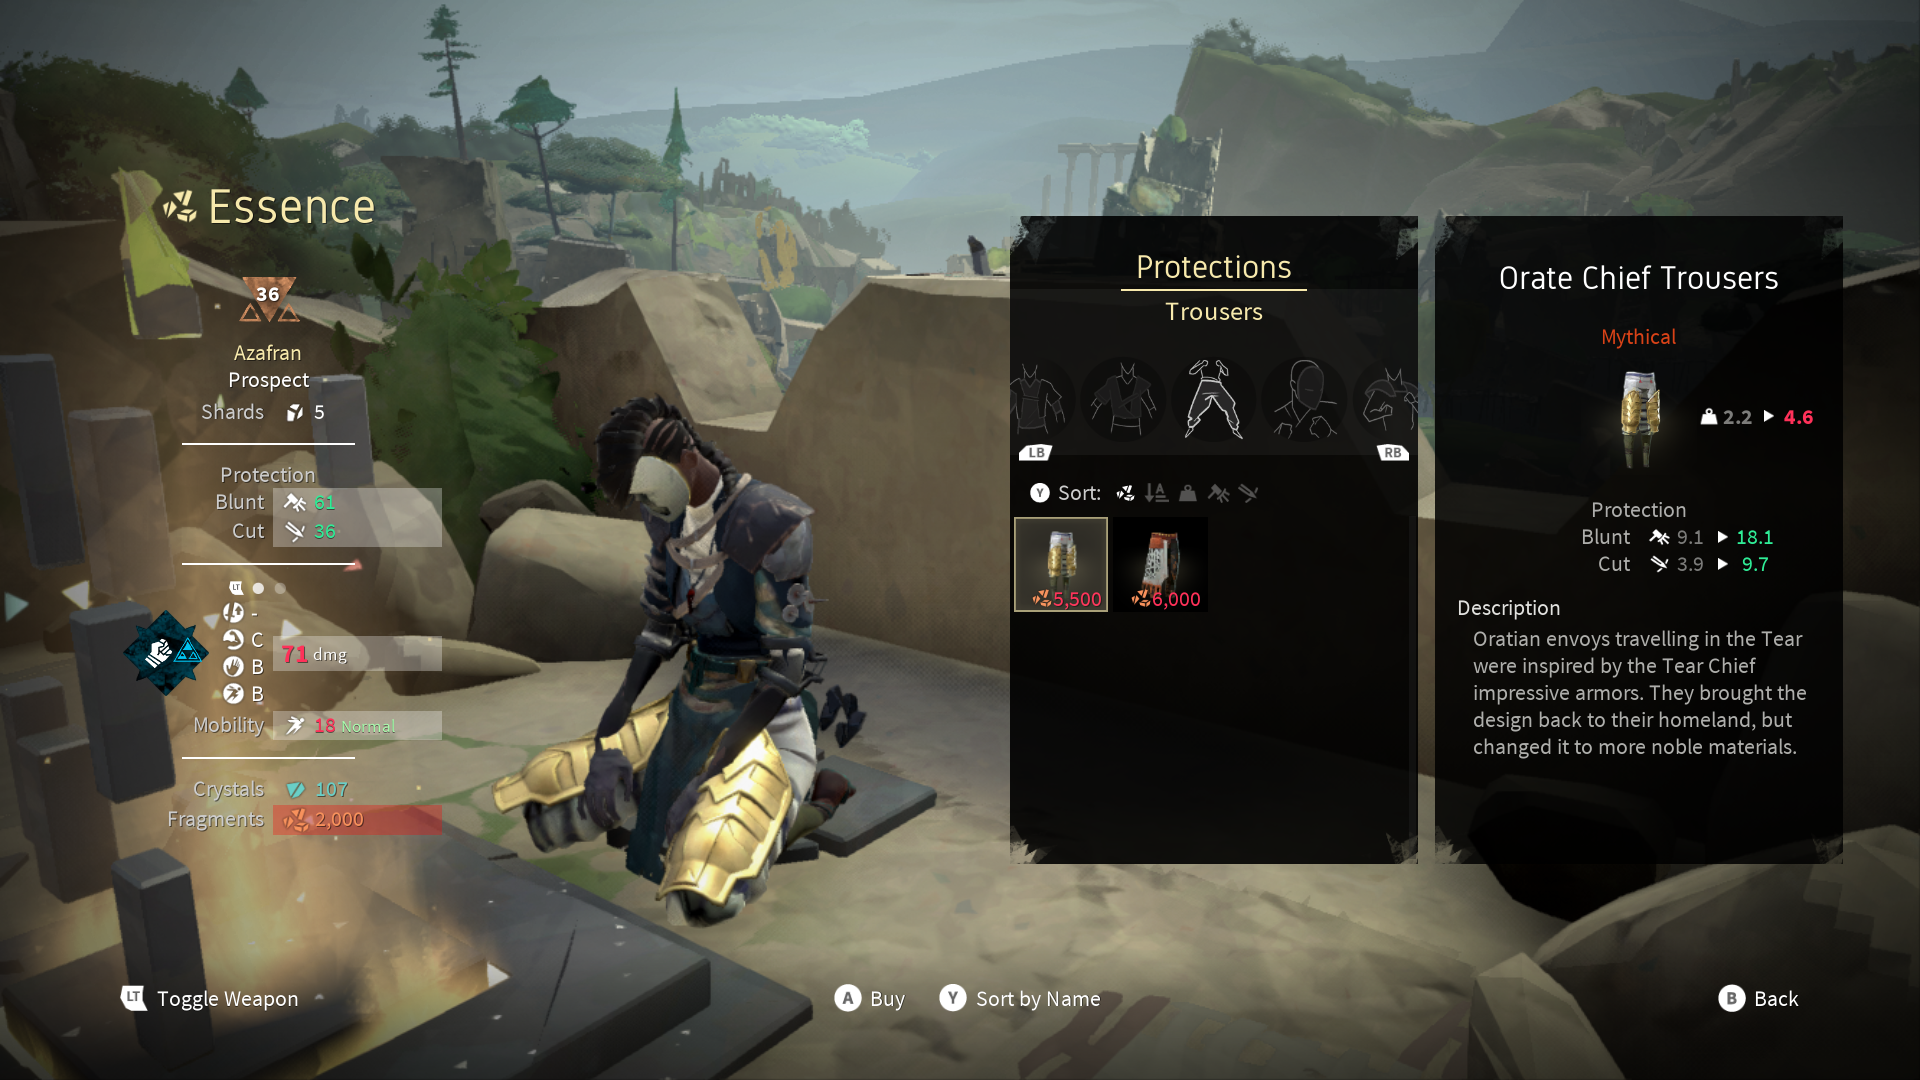 Essence
36
Azafran
Prospect
Shards 5
Protection
Blunt 61
Cut 36
LT
-
C
B
B
71 dmg
Mobility 18 Normal
Crystals 107
Fragments 2,000
Protections
Trousers
LB RB
Y Sort:
5,500 6,000
Orate Chief Trousers
Mythical
2.2 4.6
Protection
Blunt 9.1 18.1
Cut 3.9 9.7
Description
Oratian envoys travelling in the Tear
were inspired by the Tear Chief
impressive armors. They brought the
design back to their homeland, but
changed it to more noble materials.
LT Toggle Weapon
A Buy
Y Sort by Name
B Back